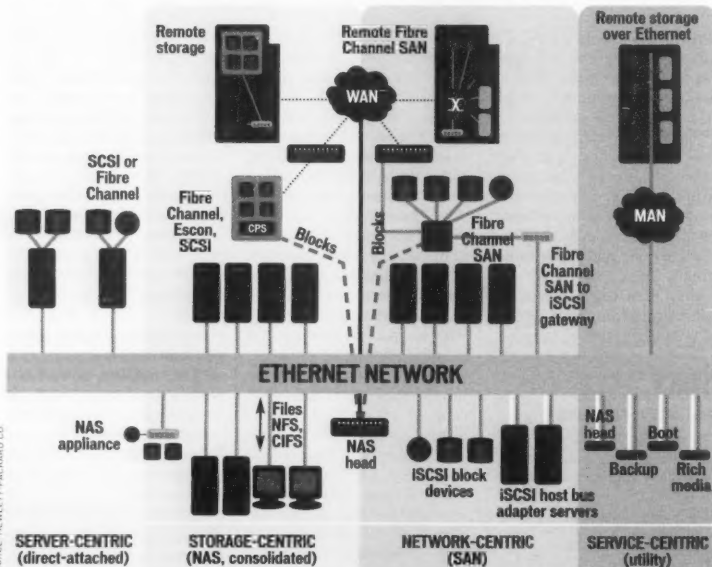 Remote
storage
Remote Fibre
Channel SAN
Remote storage
over Ethernet
WAN
SCSI or
Fibre
Channel
Fibre
Channel,
Escon,
SCSI
CPS
Blocks
Blocks
Fibre
Channel
SAN
Fibre
Channel
SAN to
iSCSI
gateway
MAN
ETHERNET NETWORK
NAS
appliance
Files
NFS,
CIFS
NAS
head
iSCSI block
devices
iSCSI host bus
adapter servers
NAS
head
Backup
Boot
Rich
media
SERVER-CENTRIC
(direct-attached)
STORAGE-CENTRIC
(NAS, consolidated)
NETWORK-CENTRIC
(SAN)
SERVICE-CENTRIC
(utility)